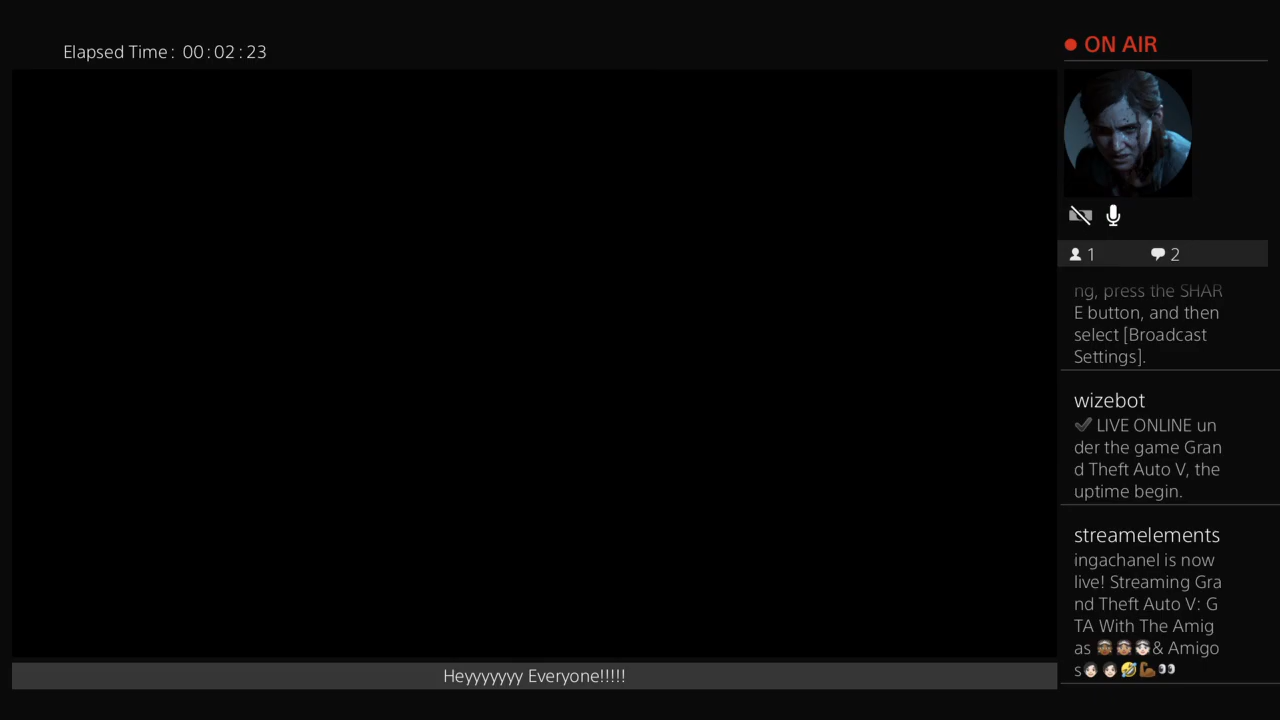 Elapsed Time: 00:02:23
ON AIR
1 2
ng, press the SHAR
E button, and then
select [Broadcast
Settings].
wizebot
✔ LIVE ONLINE un
der the game Gran
d Theft Auto V, the
uptime begin.
streamelements
ingachanel is now
live! Streaming Gra
nd Theft Auto V: G
TA With The Amig
as & Amigo
s
Heyyyyyyy Everyone!!!!!